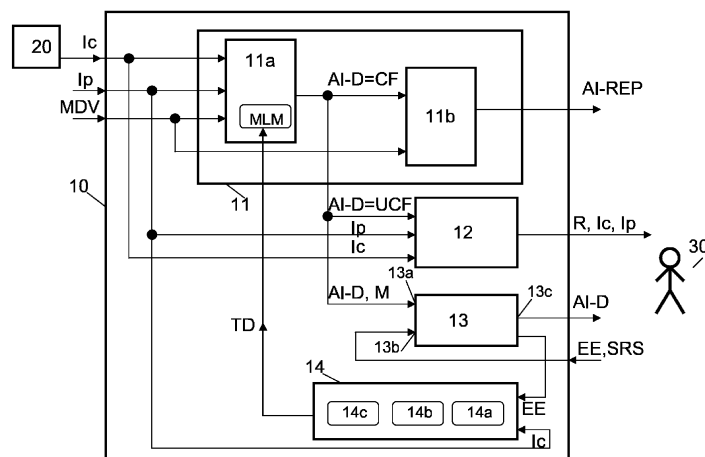 20
Ic
Ip
MDV
10
11a
MLM
AI-D=CF
11b
AI-REP
11
AI-D=UCF
Ip
Ic
12
R, Ic, Ip
30
13a
AI-D, M
13
13c
AI-D
13b
EE,SRS
TD
14
14c
14b
14a
EE
Ic